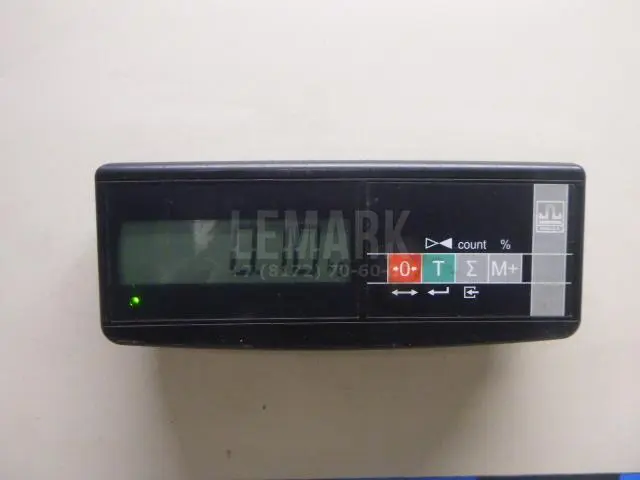 LEMARK
+7 (8172) 70-60-
count %
→0← T Σ M+